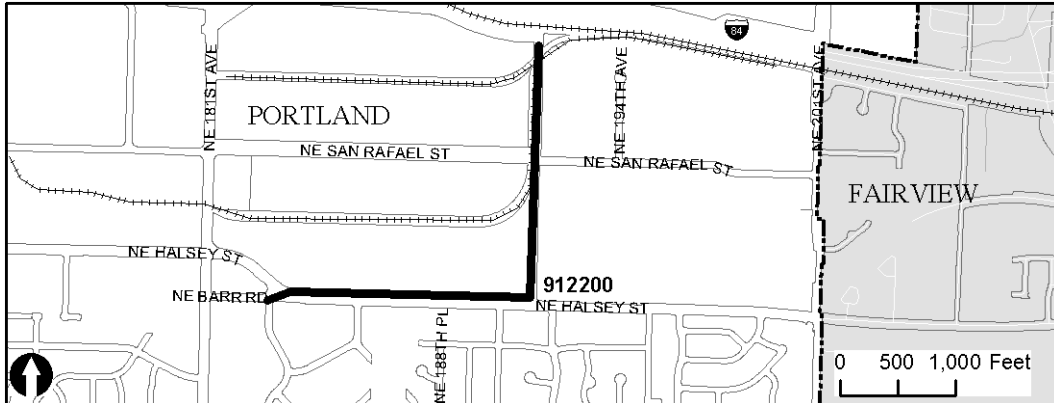 84
NE 181ST AVE
NE 194TH AVE
NE 201ST AVE
PORTLAND
NE SAN RAFAEL ST
NE SAN RAFAEL ST
FAIRVIEW
NE HALSEY ST
912200
NE BARR RD
NE HALSEY ST
NE 188TH PL
0 500 1,000 Feet